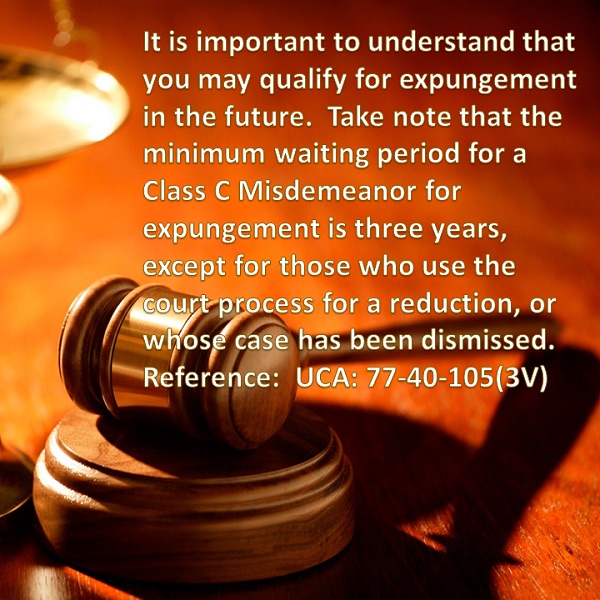 It is important to understand that
you may qualify for expungement
in the future.  Take note that the
minimum waiting period for a
Class C Misdemeanor for
expungement is three years,
except for those who use the
court process for a reduction, or
whose case has been dismissed.
Reference:  UCA: 77-40-105(3V)